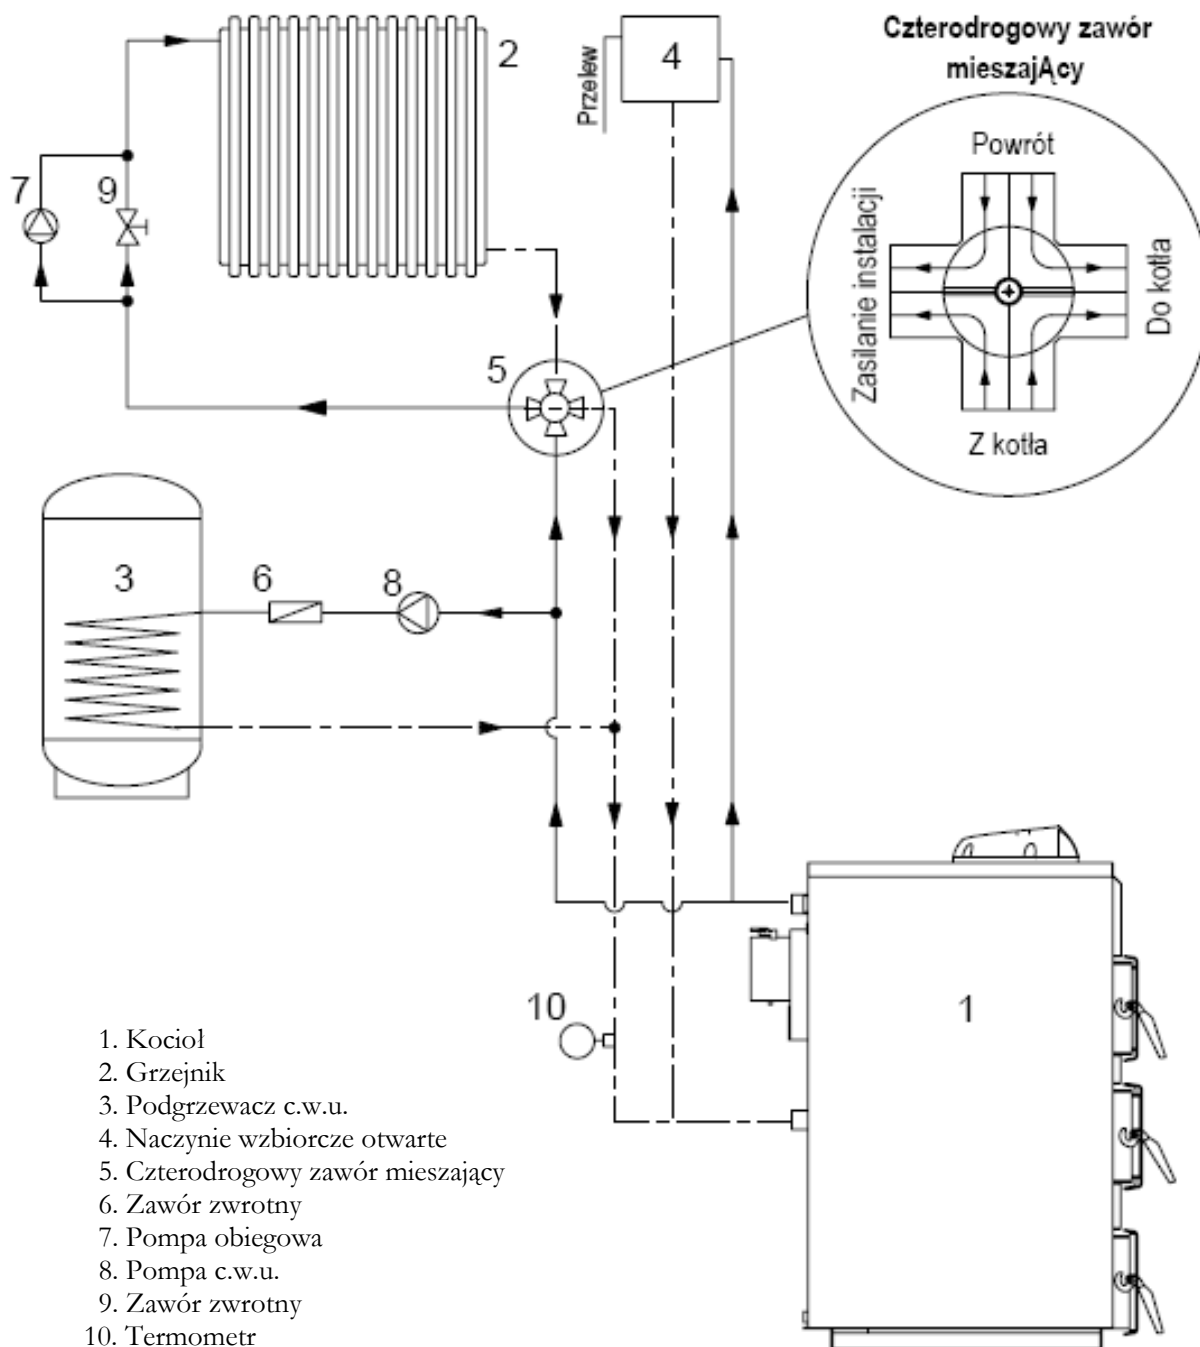 2
4
Przelew
Czterodrogowy zawór
mieszający
Powrót
Zasilanie instalacji
Do kotła
Z kotła
7
9
5
3
6
8
10
1
1. Kocioł
2. Grzejnik
3. Podgrzewacz c.w.u.
4. Naczynie wzbiorcze otwarte
5. Czterodrogowy zawór mieszający
6. Zawór zwrotny
7. Pompa obiegowa
8. Pompa c.w.u.
9. Zawór zwrotny
10. Termometr